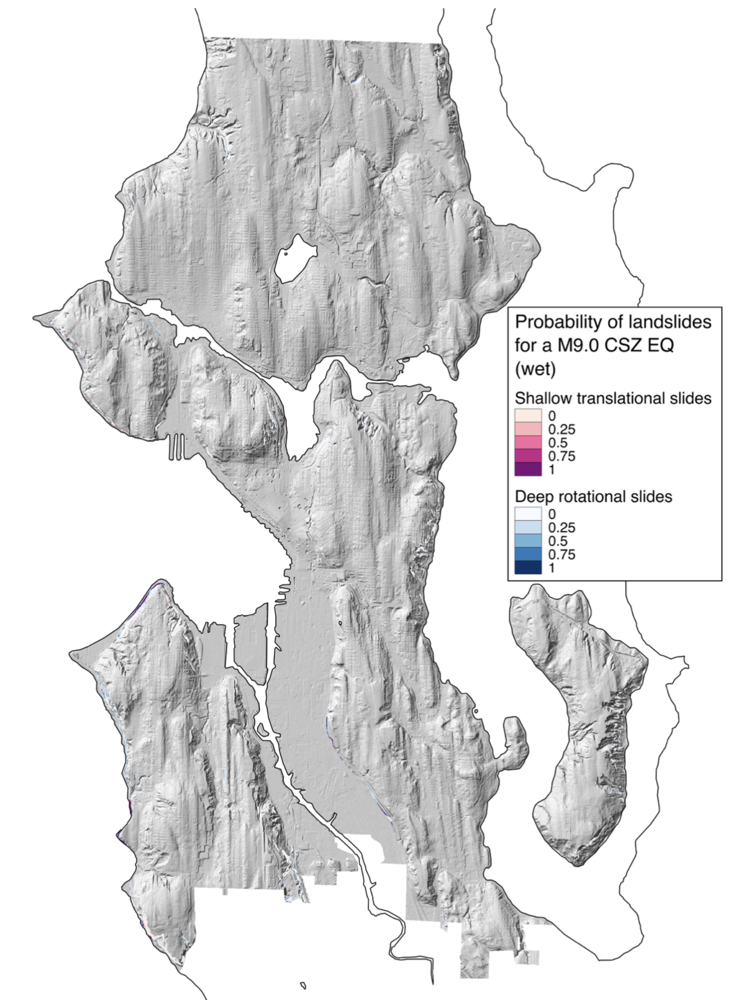 Probability of landslides
for a M9.0 CSZ EQ
(wet)
Shallow translational slides
0
0.25
0.5
0.75
1
Deep rotational slides
0
0.25
0.5
0.75
1